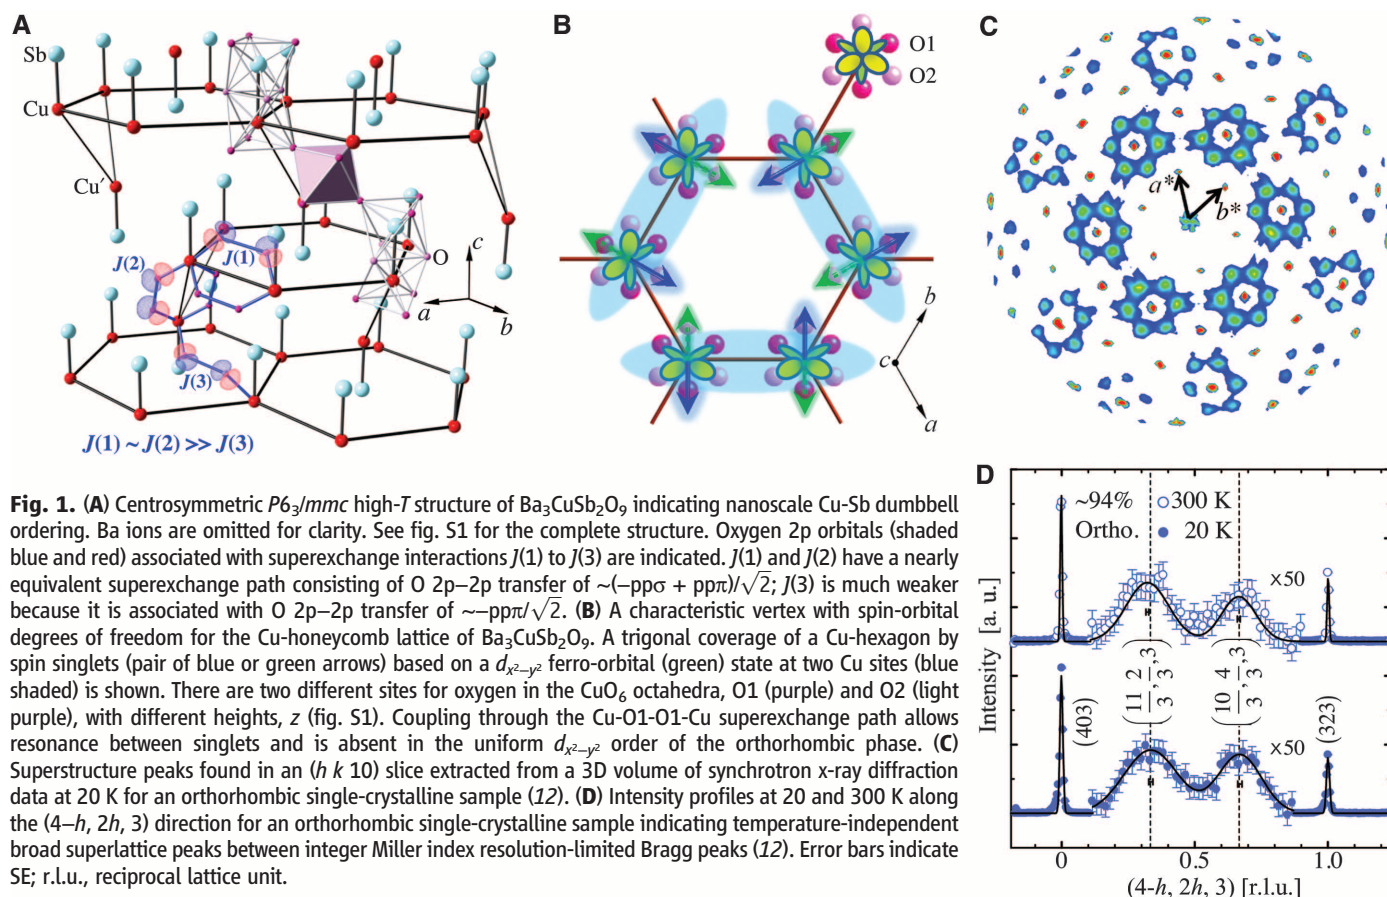 A
Sb
Cu
Cu′
J(1)
J(2)
J(3)
O
c
a
b
J(1) ~ J(2) >> J(3)
B
O1
O2
b
c
a
C
a*
b*
D
~94%
Ortho.
300 K
20 K
×50
×50
Intensity [a. u.]
(403)
(11/3, 2/3, 3)
(10/3, 4/3, 3)
(323)
0
0.5
1.0
(4-h, 2h, 3) [r.l.u.]
Fig. 1. (A) Centrosymmetric P6₃/mmc high-T structure of Ba₃CuSb₂O₉ indicating nanoscale Cu-Sb dumbbell
ordering. Ba ions are omitted for clarity. See fig. S1 for the complete structure. Oxygen 2p orbitals (shaded
blue and red) associated with superexchange interactions J(1) to J(3) are indicated. J(1) and J(2) have a nearly
equivalent superexchange path consisting of O 2p–2p transfer of ~(–ppσ + ppπ)/√2; J(3) is much weaker
because it is associated with O 2p–2p transfer of ~–ppπ/√2. (B) A characteristic vertex with spin-orbital
degrees of freedom for the Cu-honeycomb lattice of Ba₃CuSb₂O₉. A trigonal coverage of a Cu-hexagon by
spin singlets (pair of blue or green arrows) based on a dₓ²₋ᵧ² ferro-orbital (green) state at two Cu sites (blue
shaded) is shown. There are two different sites for oxygen in the CuO₆ octahedra, O1 (purple) and O2 (light
purple), with different heights, z (fig. S1). Coupling through the Cu-O1-O1-Cu superexchange path allows
resonance between singlets and is absent in the uniform dₓ²₋ᵧ² order of the orthorhombic phase. (C)
Superstructure peaks found in an (h k 10) slice extracted from a 3D volume of synchrotron x-ray diffraction
data at 20 K for an orthorhombic single-crystalline sample (12). (D) Intensity profiles at 20 and 300 K along
the (4–h, 2h, 3) direction for an orthorhombic single-crystalline sample indicating temperature-independent
broad superlattice peaks between integer Miller index resolution-limited Bragg peaks (12). Error bars indicate
SE; r.l.u., reciprocal lattice unit.